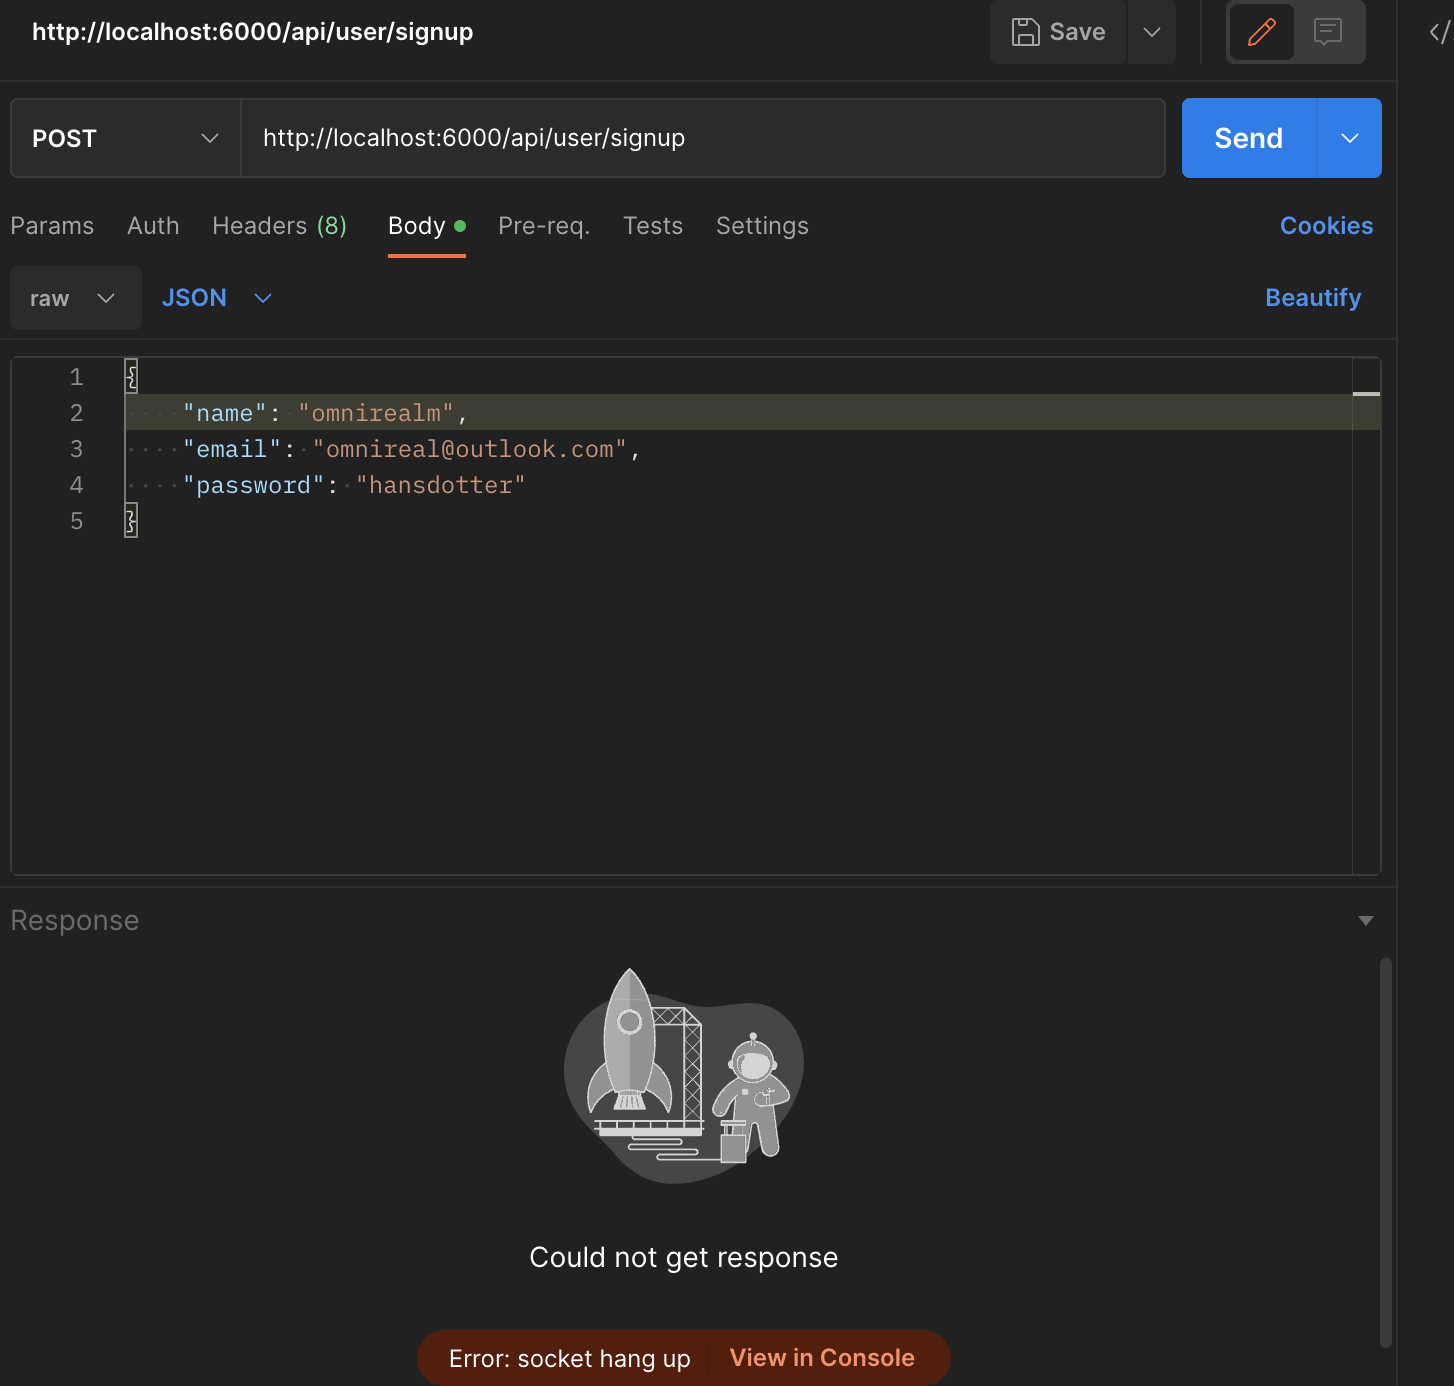 http://localhost:6000/api/user/signup
Save
POST
http://localhost:6000/api/user/signup
Send
Params Auth Headers (8) Body Pre-req. Tests Settings Cookies
raw JSON Beautify
1 {
2 "name": "omnirealm",
3 "email": "omnireal@outlook.com",
4 "password": "hansdotter"
5 }
Response
Could not get response
Error: socket hang up View in Console